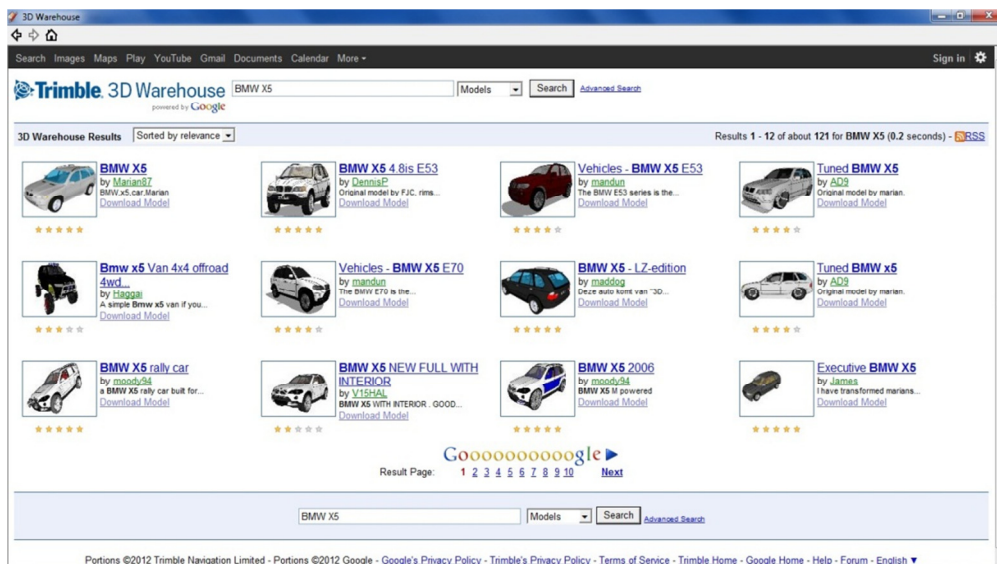 3D Warehouse
Search Images Maps Play YouTube Gmail Documents Calendar More Sign in
Trimble. 3D Warehouse BMW X5 Models Search Advanced Search
powered by Google
3D Warehouse Results Sorted by relevance Results 1 - 12 of about 121 for BMW X5 (0.2 seconds) - RSS
BMW X5
by Marian87
BMW,x5,car,Marian
Download Model
BMW X5 4.8is E53
by DennisP
Original model by FJC, rims...
Download Model
Vehicles - BMW X5 E53
by mandun
The BMW E53 series is the...
Download Model
Tuned BMW X5
by AD9
Original model by marian.
Download Model
Bmw x5 Van 4x4 offroad
4wd...
by Haggai
A simple Bmw x5 van if you...
Download Model
Vehicles - BMW X5 E70
by mandun
The BMW E70 is the...
Download Model
BMW X5 - LZ-edition
by maddog
Deze auto komt van "3D...
Download Model
Tuned BMW x5
by AD9
Original model by marian.
Download Model
BMW X5 rally car
by moody94
a BMW X5 rally car built for...
Download Model
BMW X5 NEW FULL WITH
INTERIOR
by V15HAL
BMW X5 WITH INTERIOR . GOOD...
Download Model
BMW X5 2006
by moody94
BMW X5 M powered
Download Model
Executive BMW X5
by James
I have transformed marians...
Download Model
Goooooooooogle
Result Page: 1 2 3 4 5 6 7 8 9 10 Next
BMW X5 Models Search Advanced Search
Portions ©2012 Trimble Navigation Limited - Portions ©2012 Google - Google's Privacy Policy - Trimble's Privacy Policy - Terms of Service - Trimble Home - Google Home - Help - Forum - English